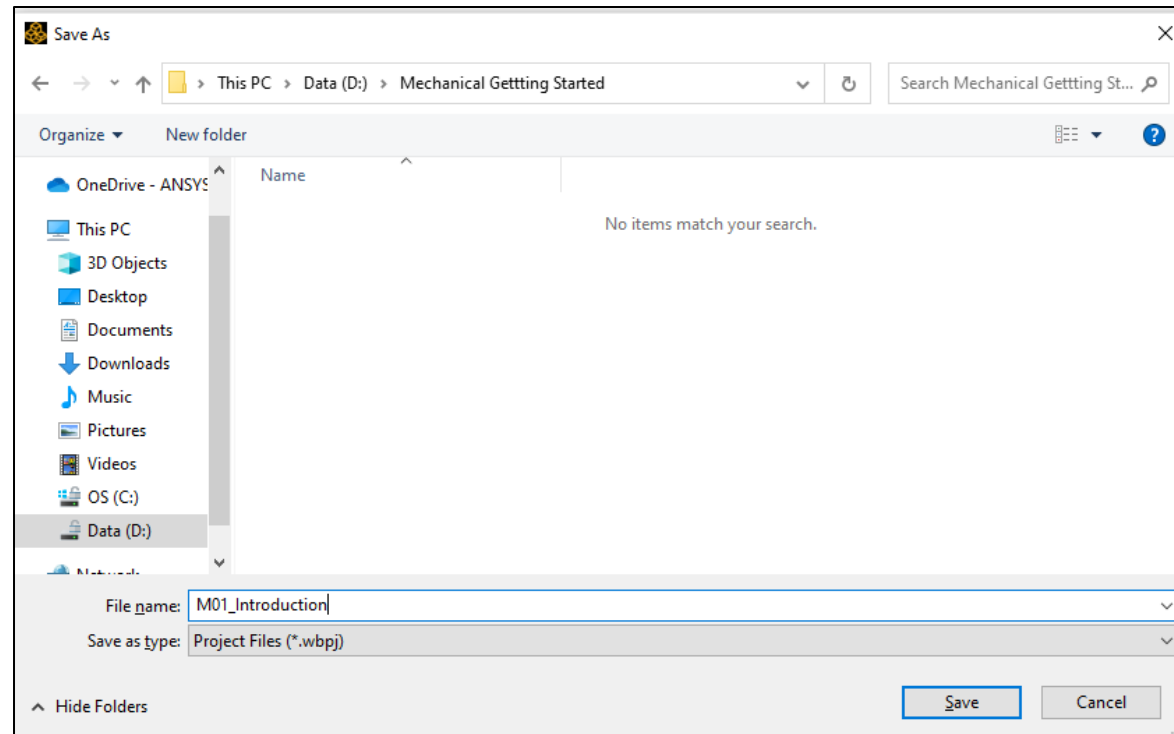 Save As
This PC > Data (D:) > Mechanical Gettting Started
Search Mechanical Gettting St...
Organize
New folder
Name
No items match your search.
OneDrive - ANSYS
This PC
3D Objects
Desktop
Documents
Downloads
Music
Pictures
Videos
OS (C:)
Data (D:)
Network
File name: M01_Introduction
Save as type: Project Files (*.wbpj)
Hide Folders
Save
Cancel